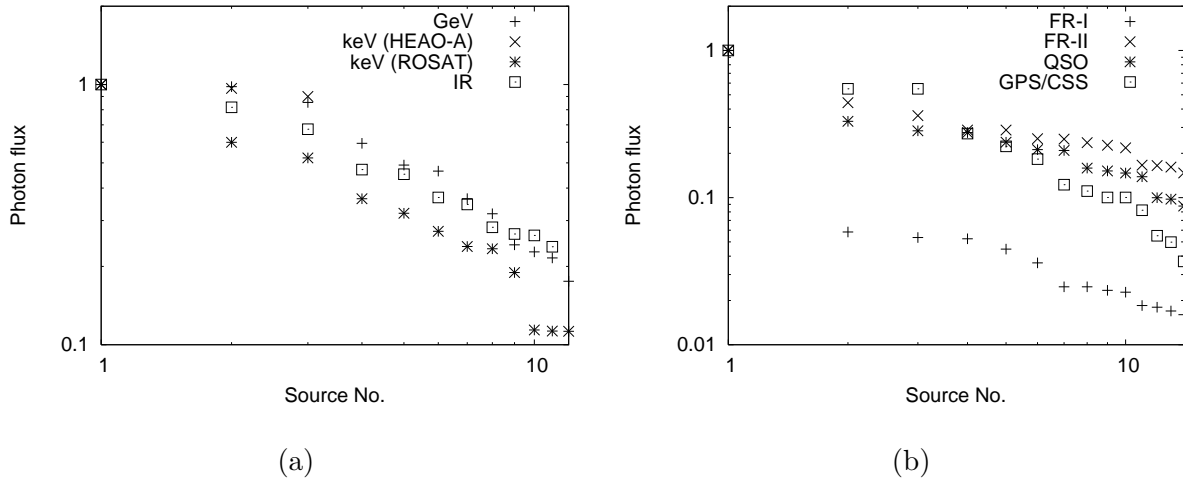 GeV
keV (HEAO-A)
keV (ROSAT)
IR
1
0.1
Photon flux
1
10
Source No.
(a)
FR-I
FR-II
QSO
GPS/CSS
1
0.1
0.01
Photon flux
1
10
Source No.
(b)